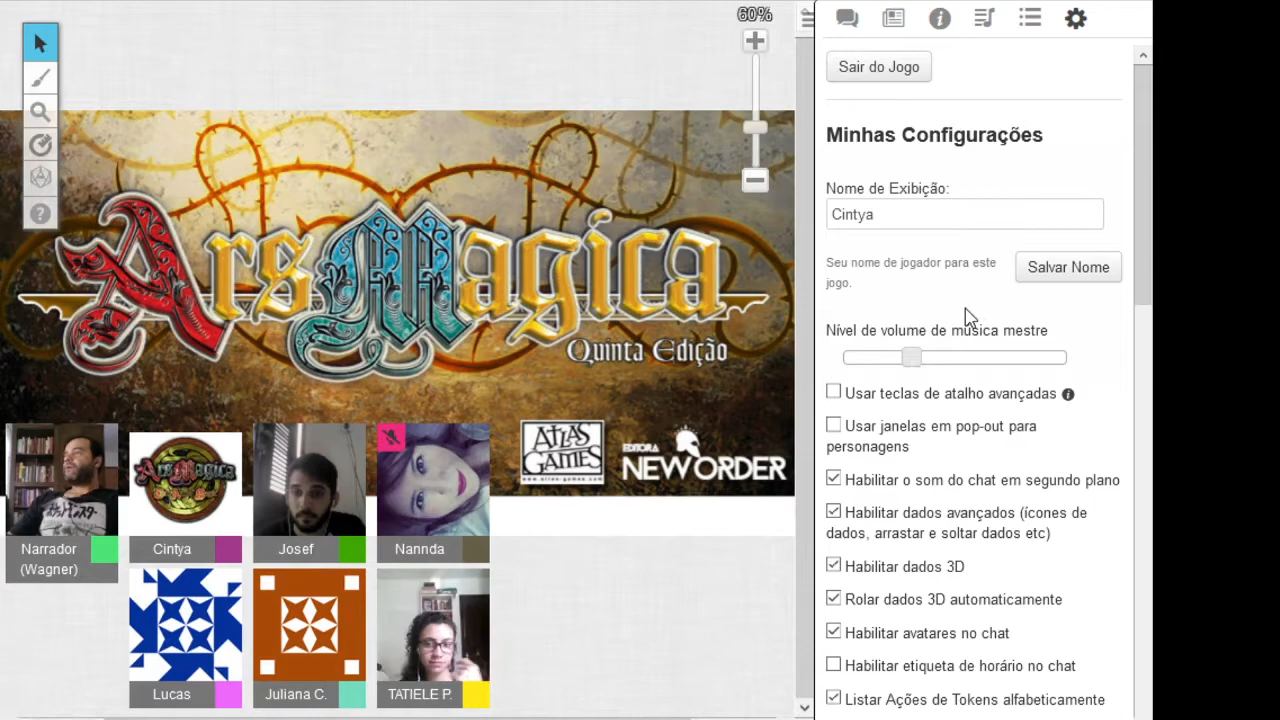 60%
Ars Magica
Quinta Edição
ATLAS
GAMES
EDITORA
NEW ORDER
Ars Magica
Narrador
(Wagner)
Cintya
Josef
Nannda
Lucas
Juliana C.
TATIELE P.
Sair do Jogo
Minhas Configurações
Nome de Exibição:
Cintya
Seu nome de jogador para este
jogo.
Salvar Nome
Nível de volume de musica mestre
Usar teclas de atalho avançadas
Usar janelas em pop-out para
personagens
Habilitar o som do chat em segundo plano
Habilitar dados avançados (ícones de
dados, arrastar e soltar dados etc)
Habilitar dados 3D
Rolar dados 3D automaticamente
Habilitar avatares no chat
Habilitar etiqueta de horário no chat
Listar Ações de Tokens alfabeticamente